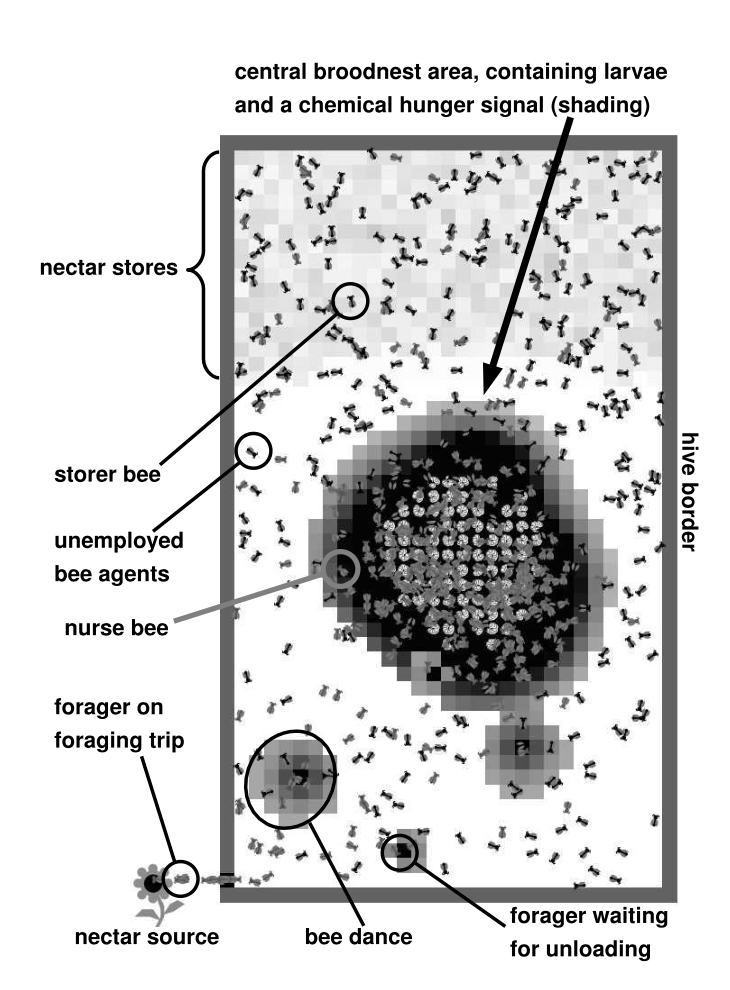 central broodnest area, containing larvae
and a chemical hunger signal (shading)
nectar stores
storer bee
unemployed
bee agents
nurse bee
hive border
forager on
foraging trip
nectar source
bee dance
forager waiting
for unloading